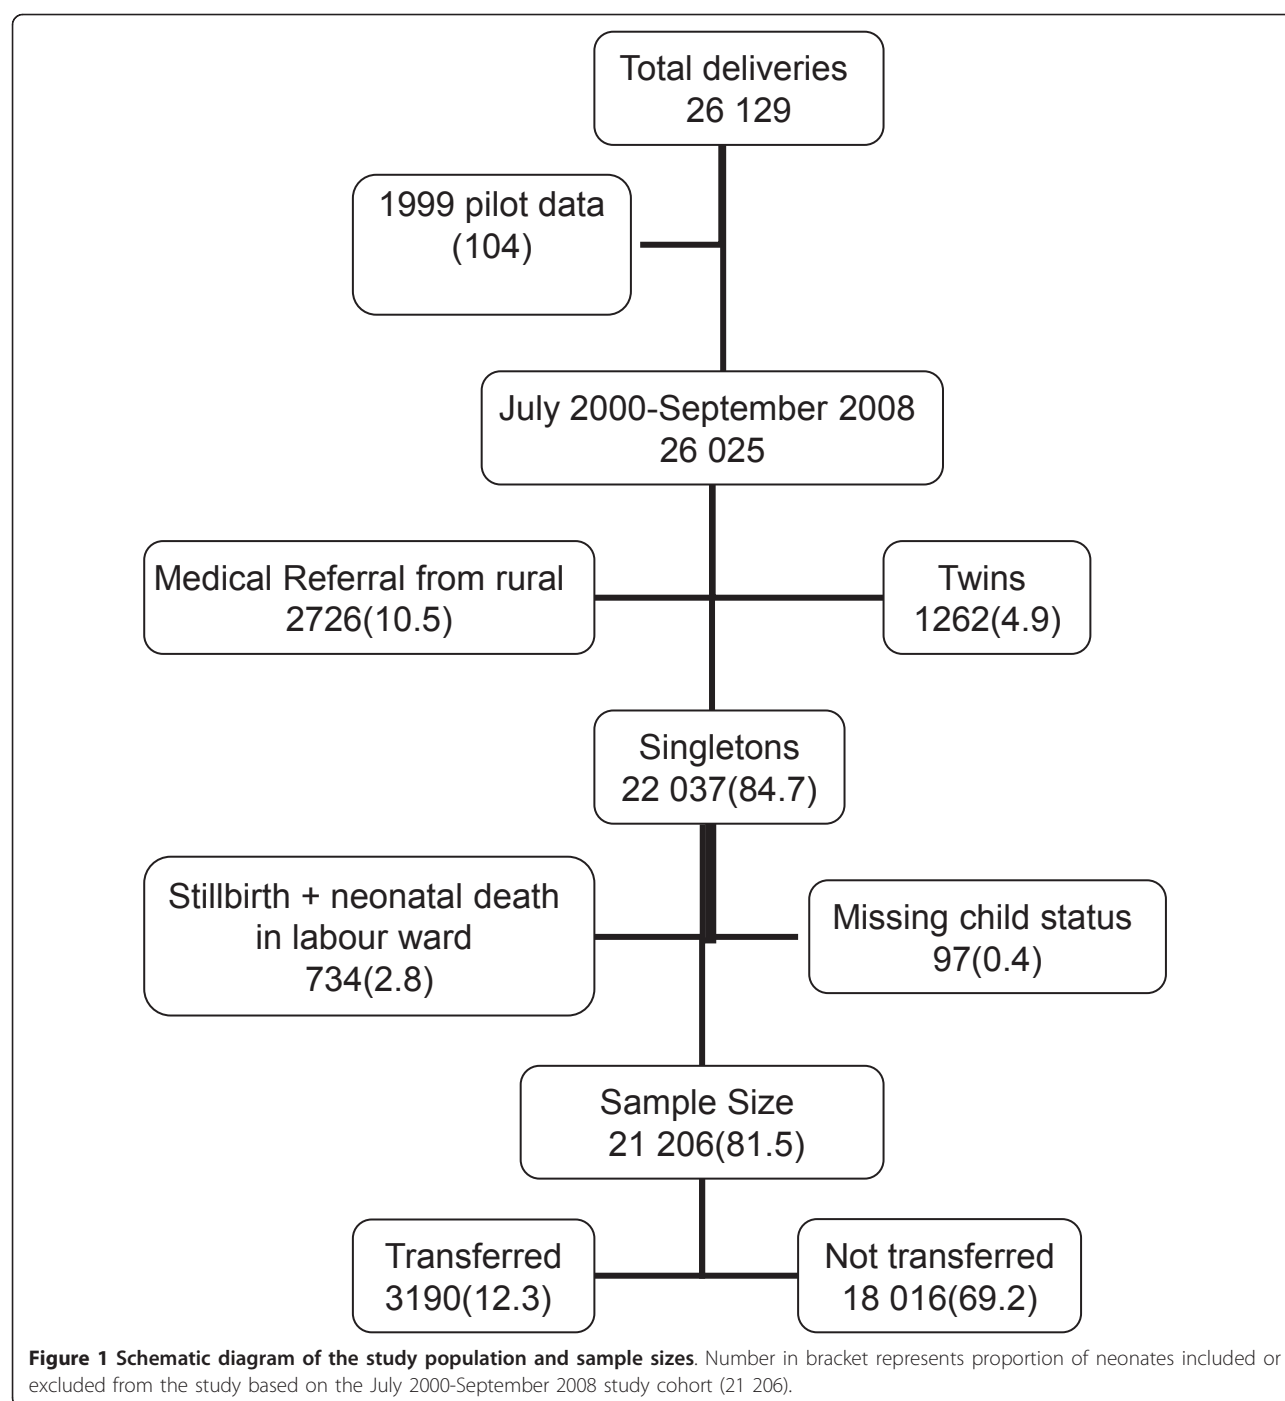 Total deliveries
26 129
1999 pilot data
(104)
July 2000-September 2008
26 025
Medical Referral from rural
2726(10.5)
Twins
1262(4.9)
Singletons
22 037(84.7)
Stillbirth + neonatal death
in labour ward
734(2.8)
Missing child status
97(0.4)
Sample Size
21 206(81.5)
Transferred
3190(12.3)
Not transferred
18 016(69.2)
Figure 1 Schematic diagram of the study population and sample sizes. Number in bracket represents proportion of neonates included or
excluded from the study based on the July 2000-September 2008 study cohort (21 206).